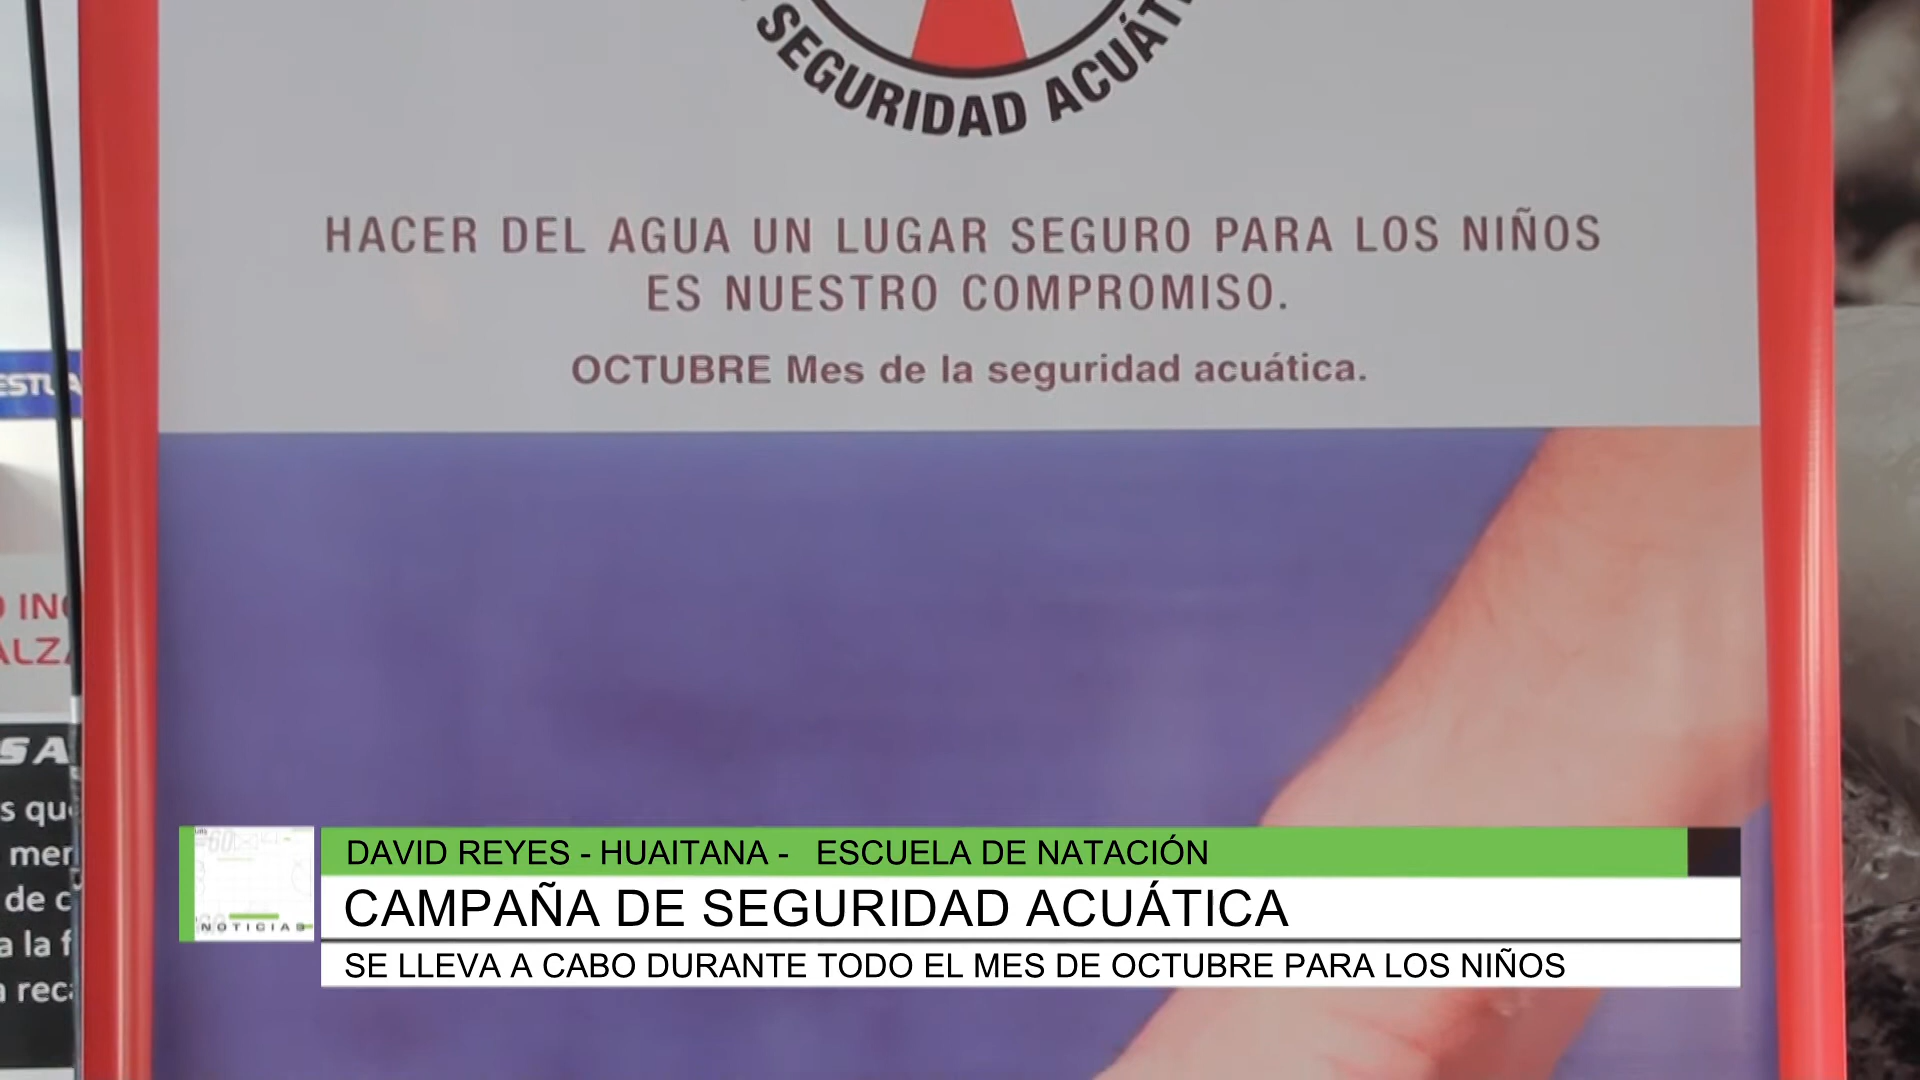 SEGURIDAD ACUÁTI
HACER DEL AGUA UN LUGAR SEGURO PARA LOS NIÑOS
ES NUESTRO COMPROMISO.
OCTUBRE Mes de la seguridad acuática.
DAVID REYES - HUAITANA - ESCUELA DE NATACIÓN
CAMPAÑA DE SEGURIDAD ACUÁTICA
SE LLEVA A CABO DURANTE TODO EL MES DE OCTUBRE PARA LOS NIÑOS
NOTICIAS